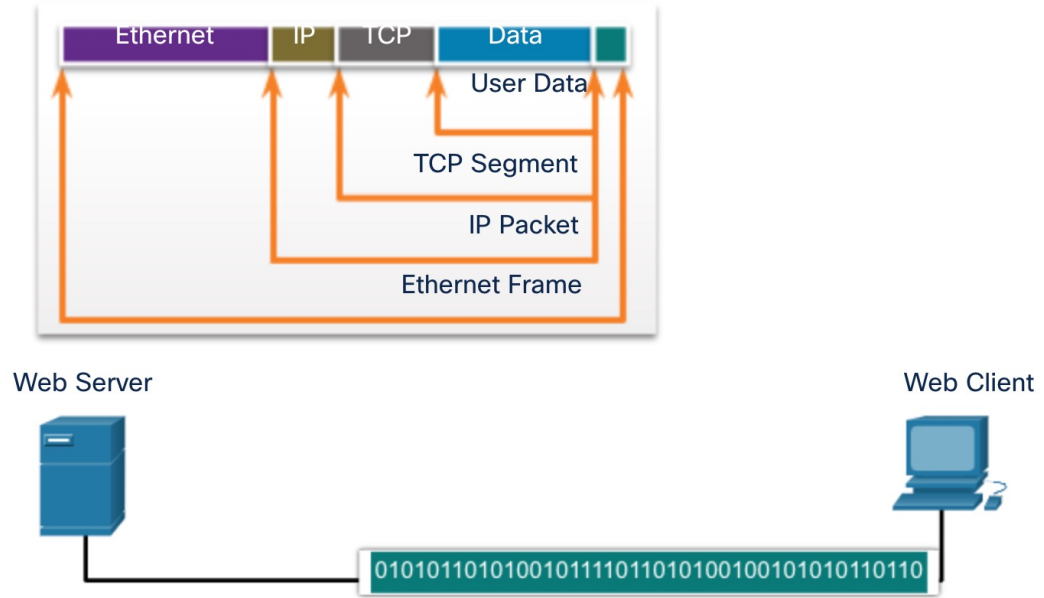 Ethernet IP TCP Data
User Data
TCP Segment
IP Packet
Ethernet Frame
Web Server Web Client
0101011010100101111011010100100101010110110